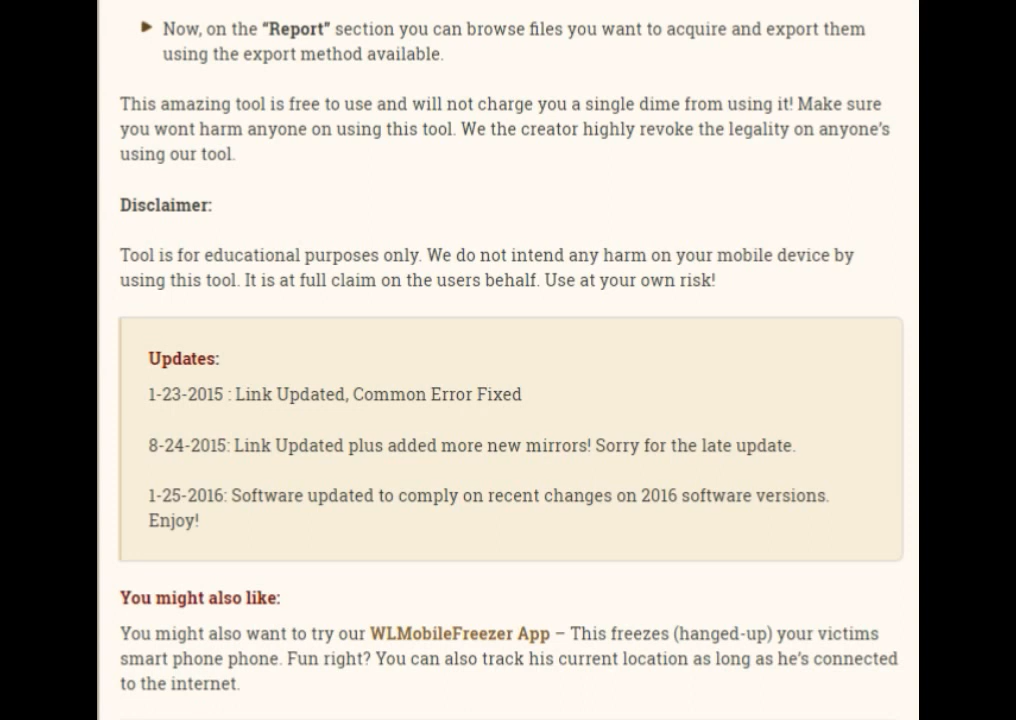 Now, on the "Report" section you can browse files you want to acquire and export them
using the export method available.
This amazing tool is free to use and will not charge you a single dime from using it! Make sure
you wont harm anyone on using this tool. We the creator highly revoke the legality on anyone's
using our tool.
Disclaimer:
Tool is for educational purposes only. We do not intend any harm on your mobile device by
using this tool. It is at full claim on the users behalf. Use at your own risk!
Updates:
1-23-2015 : Link Updated, Common Error Fixed
8-24-2015: Link Updated plus added more new mirrors! Sorry for the late update.
1-25-2016: Software updated to comply on recent changes on 2016 software versions.
Enjoy!
You might also like:
You might also want to try our WLMobileFreezer App – This freezes (hanged-up) your victims
smart phone phone. Fun right? You can also track his current location as long as he's connected
to the internet.